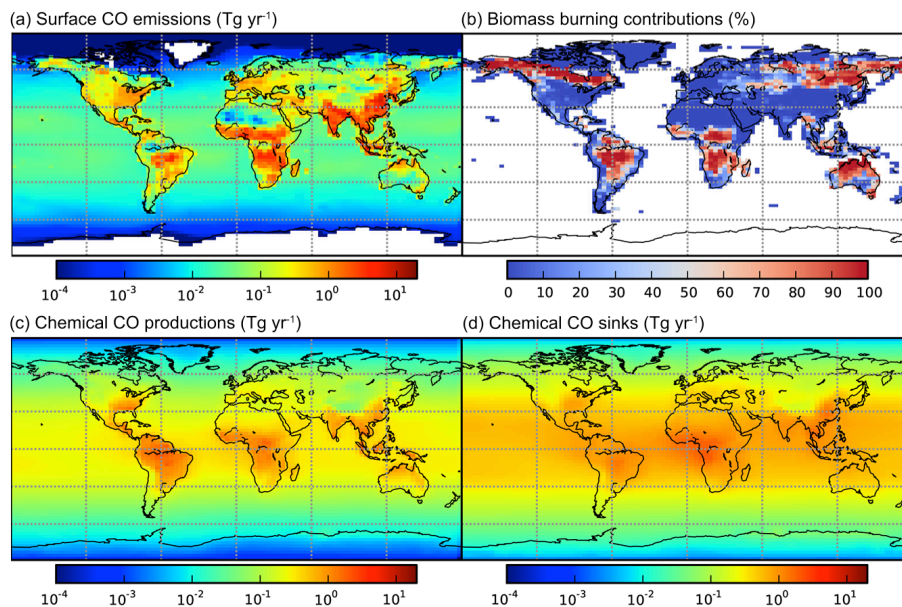 (a) Surface CO emissions (Tg yr⁻¹)
(b) Biomass burning contributions (%)
10⁻⁴ 10⁻³ 10⁻² 10⁻¹ 10⁰ 10¹
0 10 20 30 40 50 60 70 80 90 100
(c) Chemical CO productions (Tg yr⁻¹)
(d) Chemical CO sinks (Tg yr⁻¹)
10⁻⁴ 10⁻³ 10⁻² 10⁻¹ 10⁰ 10¹
10⁻⁴ 10⁻³ 10⁻² 10⁻¹ 10⁰ 10¹